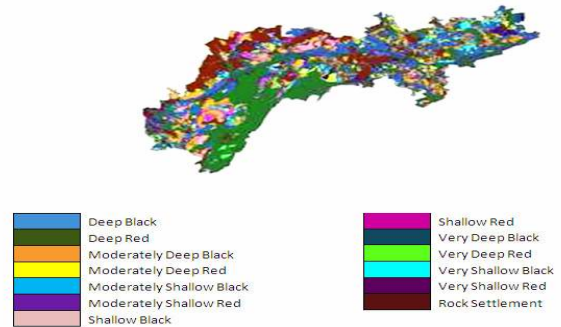 Deep Black
Deep Red
Moderately Deep Black
Moderately Deep Red
Moderately Shallow Black
Moderately Shallow Red
Shallow Black
Shallow Red
Very Deep Black
Very Deep Red
Very Shallow Black
Very Shallow Red
Rock Settlement